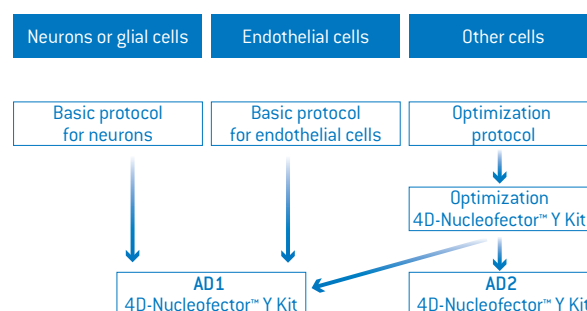 Neurons or glial cells
Endothelial cells
Other cells
Basic protocol
for neurons
Basic protocol
for endothelial cells
Optimization
protocol
Optimization
4D-Nucleofector™ Y Kit
AD1
4D-Nucleofector™ Y Kit
AD2
4D-Nucleofector™ Y Kit